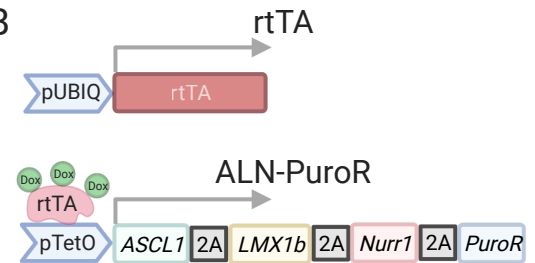 B
rtTA
pUBIQ rtTA
ALN-PuroR
Dox Dox Dox
rtTA
pTetO ASCL1 2A LMX1b 2A Nurr1 2A PuroR